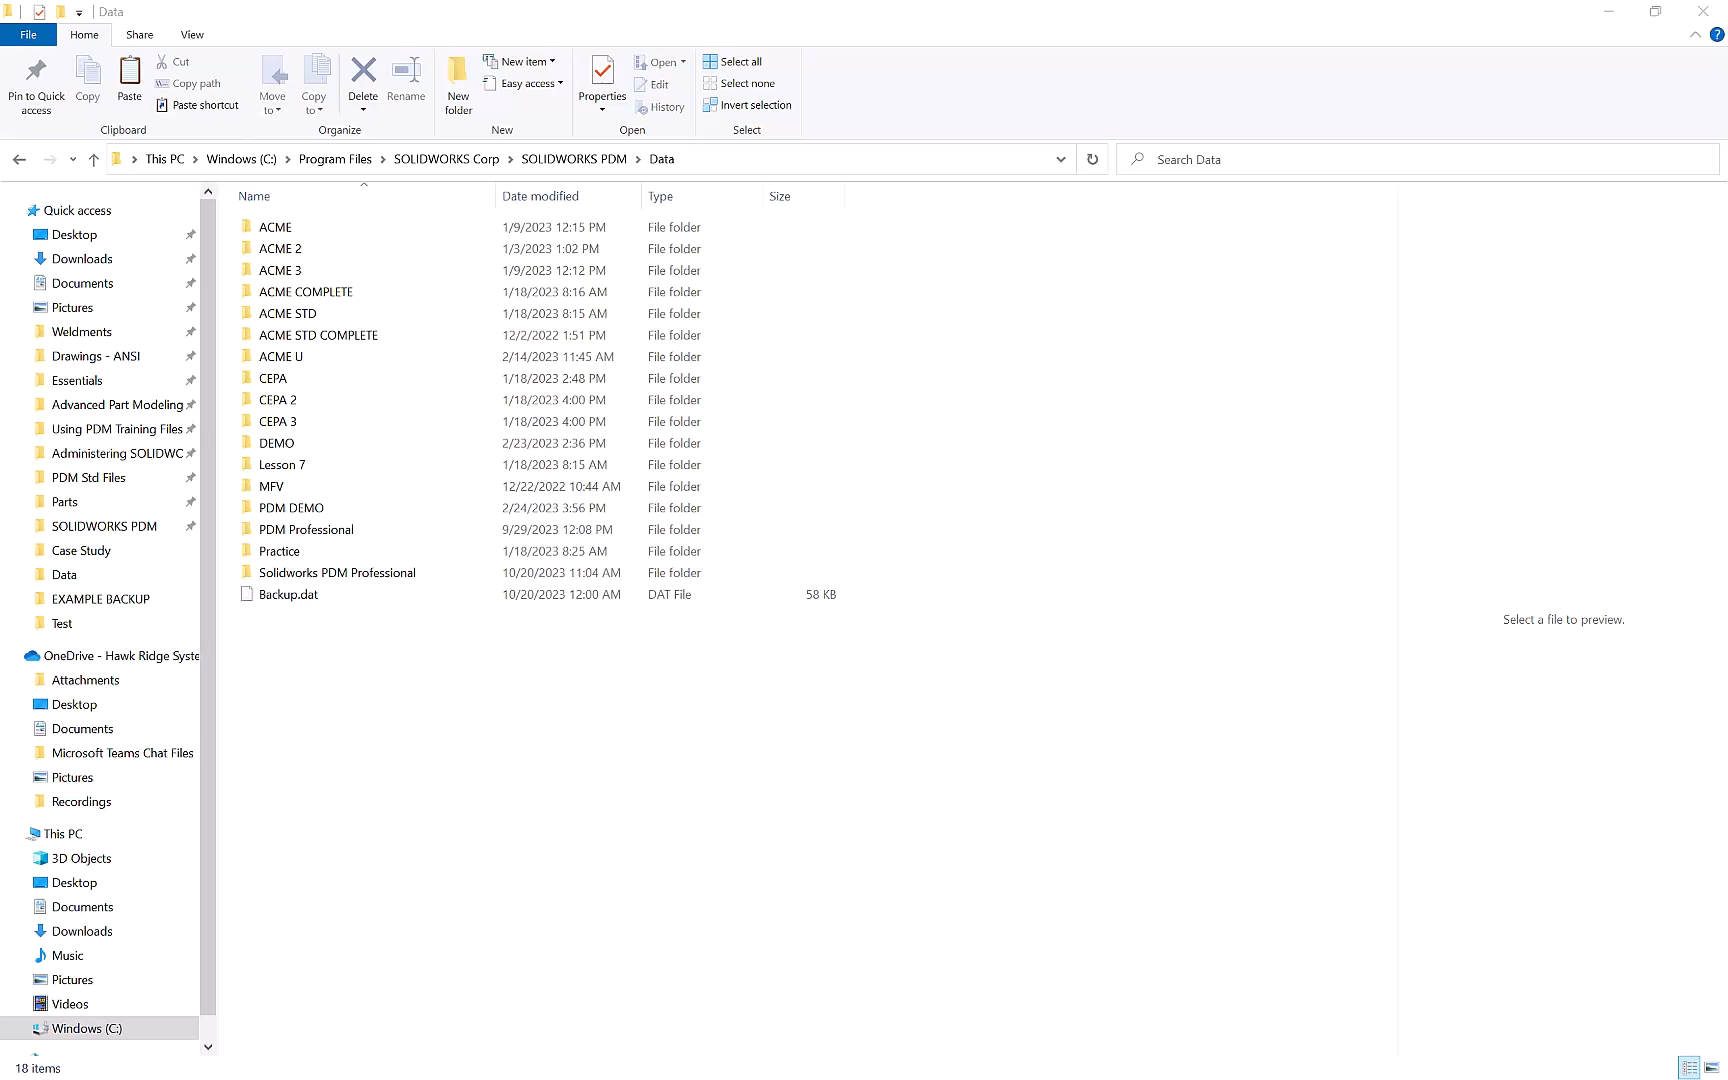 Data
File Home Share View
Pin to Quick access
Copy
Paste
Cut
Copy path
Paste shortcut
Clipboard
Move to
Copy to
Delete
Rename
Organize
New folder
New item
Easy access
New
Properties
Open
Edit
History
Open
Select all
Select none
Invert selection
Select
This PC > Windows (C:) > Program Files > SOLIDWORKS Corp > SOLIDWORKS PDM > Data
Search Data
Quick access
Desktop
Downloads
Documents
Pictures
Weldments
Drawings - ANSI
Essentials
Advanced Part Modeling
Using PDM Training Files
Administering SOLIDWC
PDM Std Files
Parts
SOLIDWORKS PDM
Case Study
Data
EXAMPLE BACKUP
Test
OneDrive - Hawk Ridge Syste
Attachments
Desktop
Documents
Microsoft Teams Chat Files
Pictures
Recordings
This PC
3D Objects
Desktop
Documents
Downloads
Music
Pictures
Videos
Windows (C:)
Name Date modified Type Size
ACME 1/9/2023 12:15 PM File folder
ACME 2 1/3/2023 1:02 PM File folder
ACME 3 1/9/2023 12:12 PM File folder
ACME COMPLETE 1/18/2023 8:16 AM File folder
ACME STD 1/18/2023 8:15 AM File folder
ACME STD COMPLETE 12/2/2022 1:51 PM File folder
ACME U 2/14/2023 11:45 AM File folder
CEPA 1/18/2023 2:48 PM File folder
CEPA 2 1/18/2023 4:00 PM File folder
CEPA 3 1/18/2023 4:00 PM File folder
DEMO 2/23/2023 2:36 PM File folder
Lesson 7 1/18/2023 8:15 AM File folder
MFV 12/22/2022 10:44 AM File folder
PDM DEMO 2/24/2023 3:56 PM File folder
PDM Professional 9/29/2023 12:08 PM File folder
Practice 1/18/2023 8:25 AM File folder
Solidworks PDM Professional 10/20/2023 11:04 AM File folder
Backup.dat 10/20/2023 12:00 AM DAT File 58 KB
Select a file to preview.
18 items